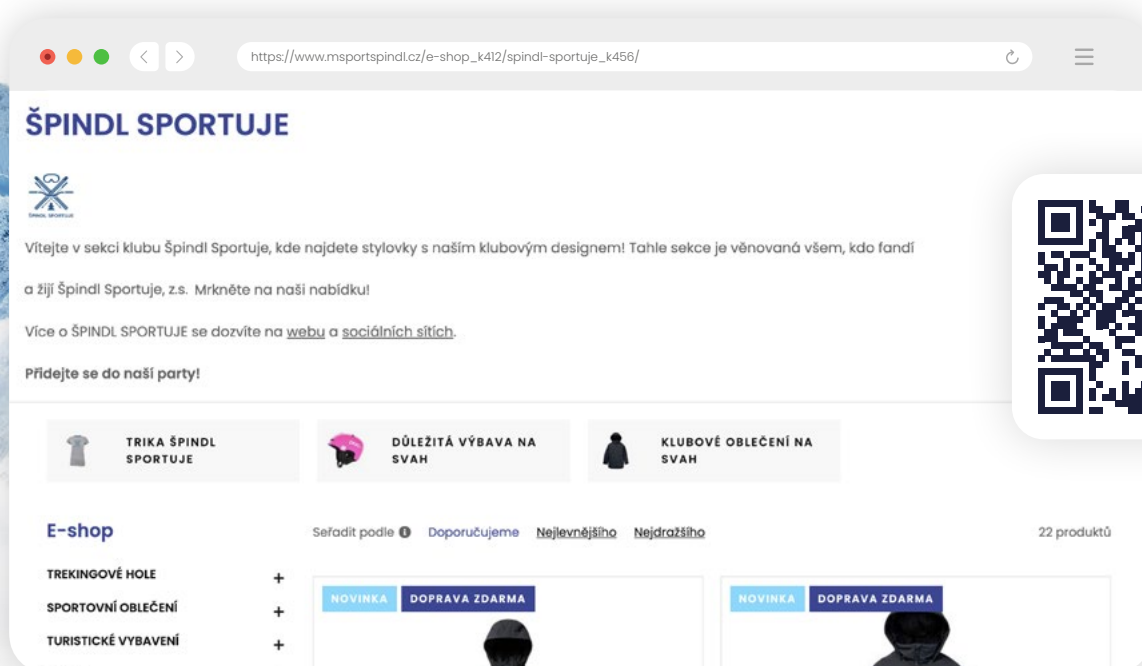 https://www.msportspindl.cz/e-shop_k412/spindl-sportuje_k456/
ŠPINDL SPORTUJE
ŠPINDL SPORTUJE
Vítejte v sekci klubu Špindl Sportuje, kde najdete stylovky s naším klubovým designem! Tahle sekce je věnovaná všem, kdo fandí
a žijí Špindl Sportuje, z.s. Mrkněte na naši nabídku!
Více o ŠPINDL SPORTUJE se dozvíte na webu a sociálních sítích.
Přidejte se do naší party!
TRIKA ŠPINDL
SPORTUJE
DŮLEŽITÁ VÝBAVA NA
SVAH
KLUBOVÉ OBLEČENÍ NA
SVAH
E-shop
Seřadit podle Doporučujeme Nejlevnějšího Nejdražšího
22 produktů
TREKINGOVÉ HOLE +
SPORTOVNÍ OBLEČENÍ +
TURISTICKÉ VYBAVENÍ +
NOVINKA DOPRAVA ZDARMA
NOVINKA DOPRAVA ZDARMA